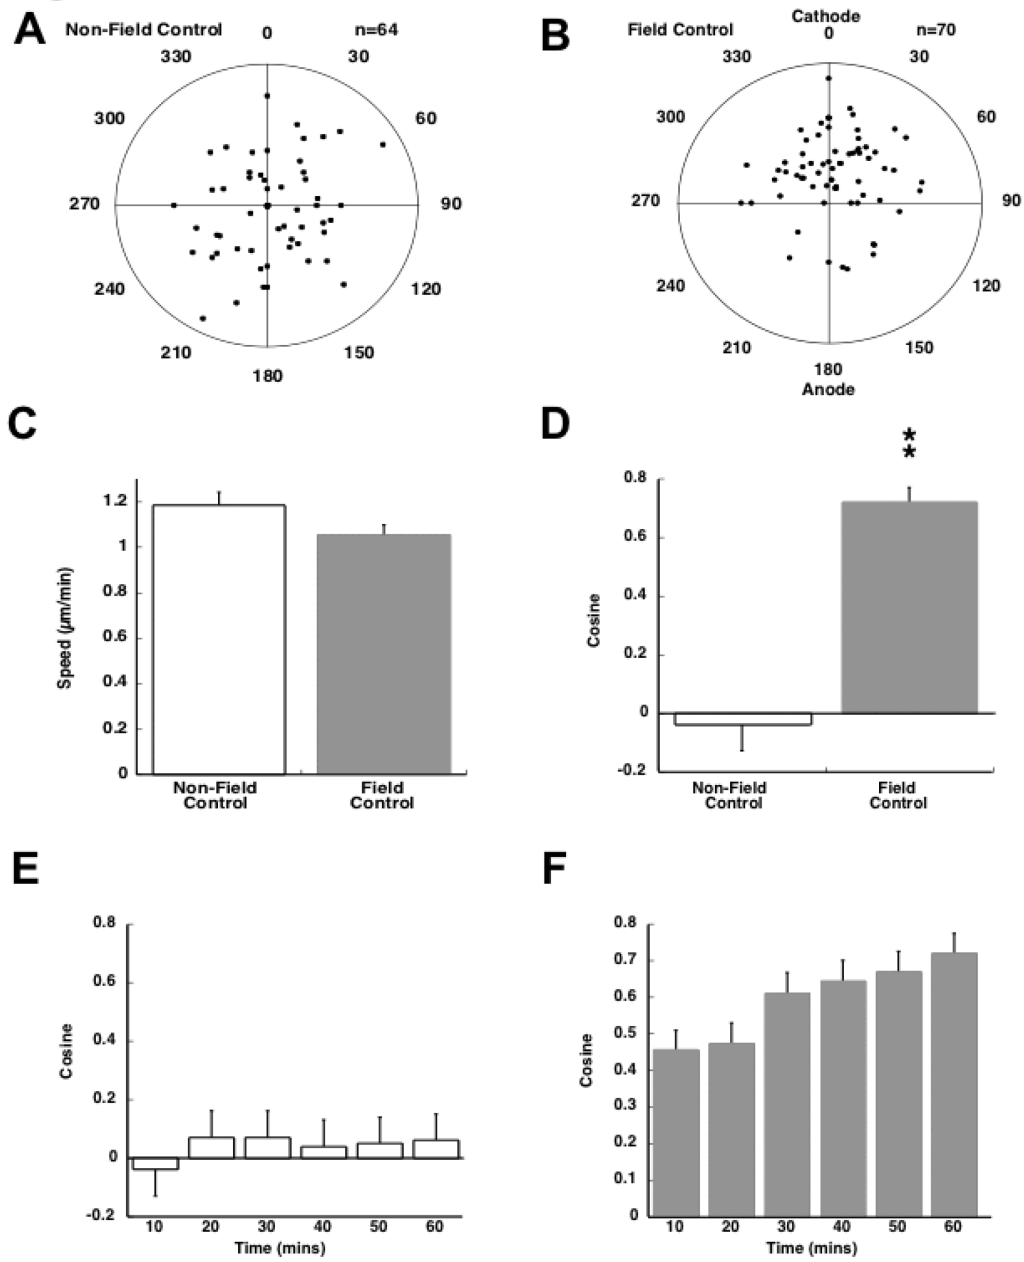 A
Non-Field Control
0
n=64
330
30
300
60
270
90
240
120
210
150
180
B
Cathode
Field Control
0
n=70
330
30
300
60
270
90
240
120
210
150
180
Anode
C
1.2
1
0.8
0.6
0.4
0.2
0
Speed (µm/min)
Non-Field
Control
Field
Control
D
0.8
0.6
0.4
0.2
0
-0.2
Cosine
Non-Field
Control
Field
Control
E
0.8
0.6
0.4
0.2
0
-0.2
Cosine
10 20 30 40 50 60
Time (mins)
F
0.8
0.7
0.6
0.5
0.4
0.3
0.2
0.1
0
Cosine
10 20 30 40 50 60
Time (mins)